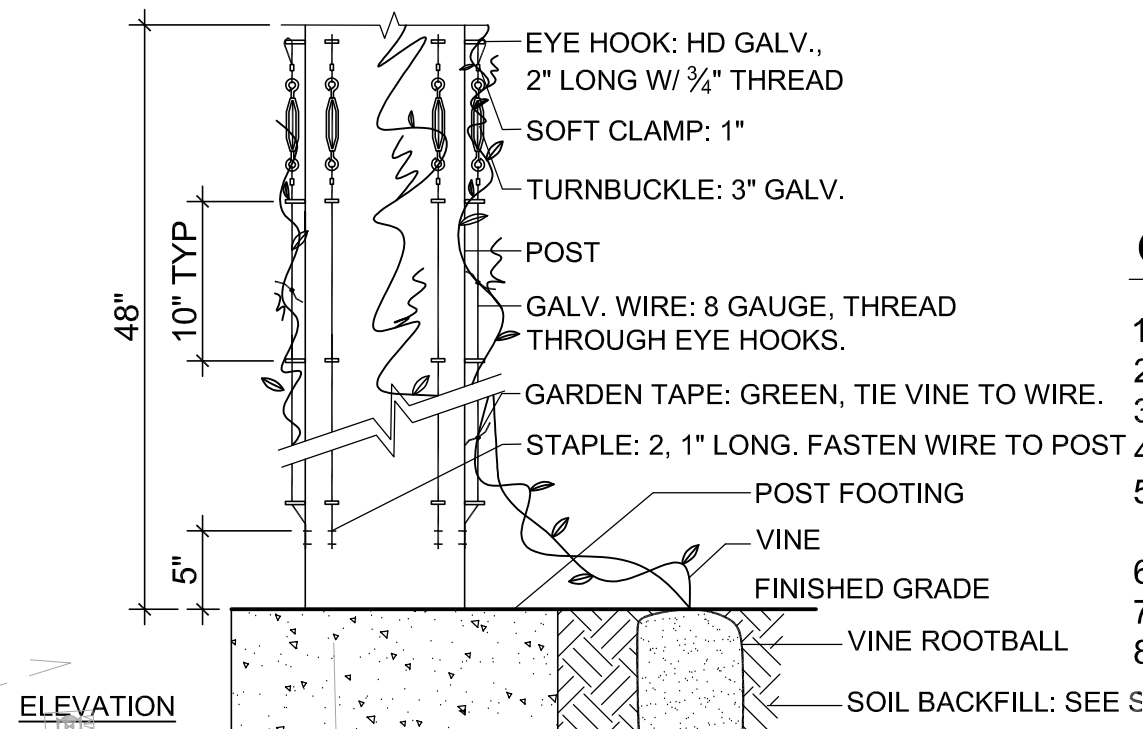 EYE HOOK: HD GALV.,
2" LONG W/ ¾" THREAD
SOFT CLAMP: 1"
TURNBUCKLE: 3" GALV.
POST
GALV. WIRE: 8 GAUGE, THREAD
THROUGH EYE HOOKS.
GARDEN TAPE: GREEN, TIE VINE TO WIRE.
STAPLE: 2, 1" LONG. FASTEN WIRE TO POST
POST FOOTING
VINE
FINISHED GRADE
VINE ROOTBALL
SOIL BACKFILL: SEE S
48"
10" TYP
5"
ELEVATION
1
2
3
4
5
6
7
8